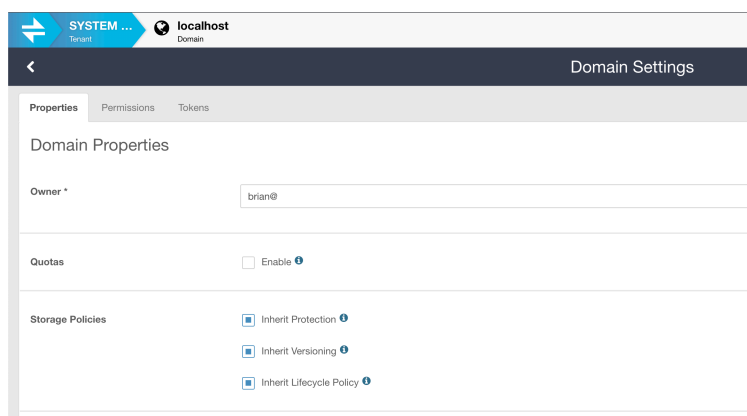 SYSTEM ...
Tenant
localhost
Domain
Domain Settings
Properties
Permissions
Tokens
Domain Properties
Owner *
brian@
Quotas
Enable
Storage Policies
Inherit Protection
Inherit Versioning
Inherit Lifecycle Policy